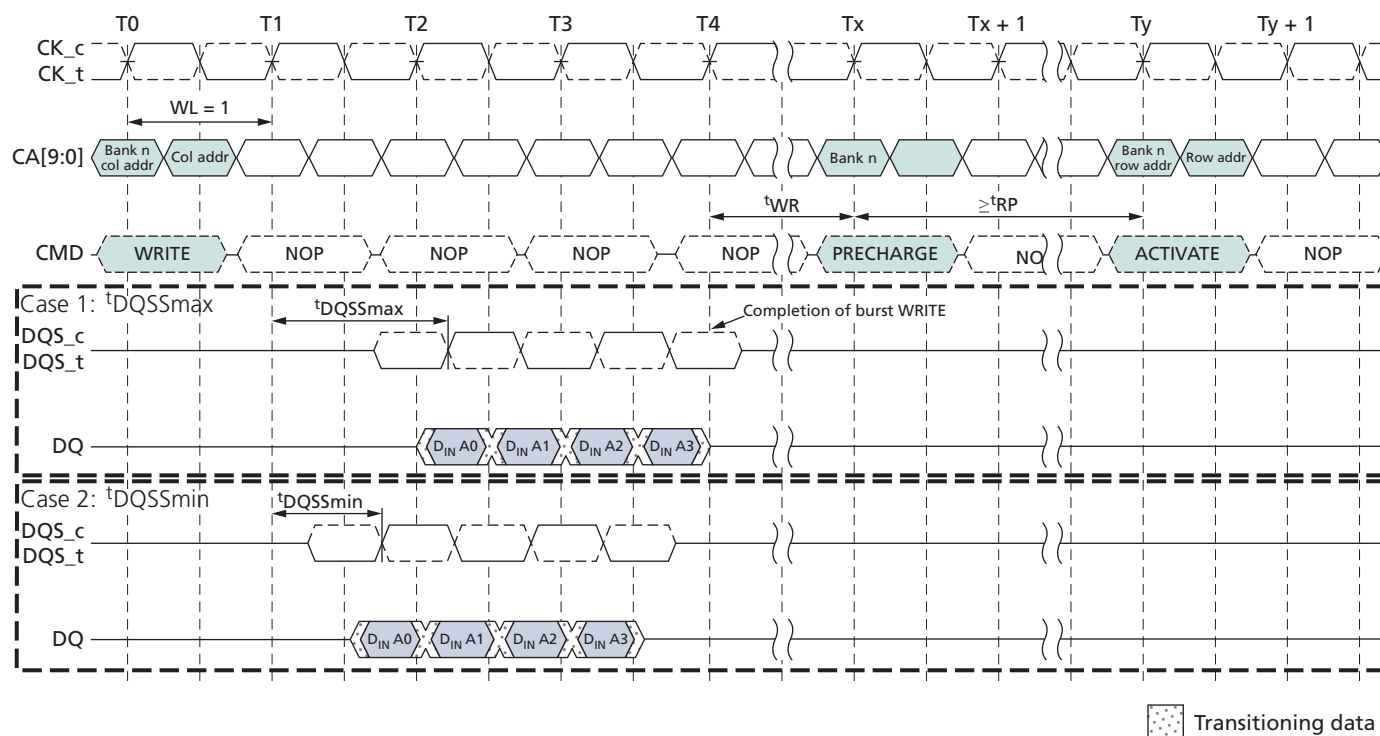 T0 T1 T2 T3 T4 Tx Tx + 1 Ty Ty + 1
CK_c
CK_t
WL = 1
CA[9:0] Bank n col addr Col addr Bank n Bank n row addr Row addr
tWR ≥tRP
CMD WRITE NOP NOP NOP NOP PRECHARGE NO ACTIVATE NOP
Case 1: tDQSSmax
tDQSSmax
Completion of burst WRITE
DQS_c
DQS_t
DQ DIN A0 DIN A1 DIN A2 DIN A3
Case 2: tDQSSmin
tDQSSmin
DQS_c
DQS_t
DQ DIN A0 DIN A1 DIN A2 DIN A3
Transitioning data